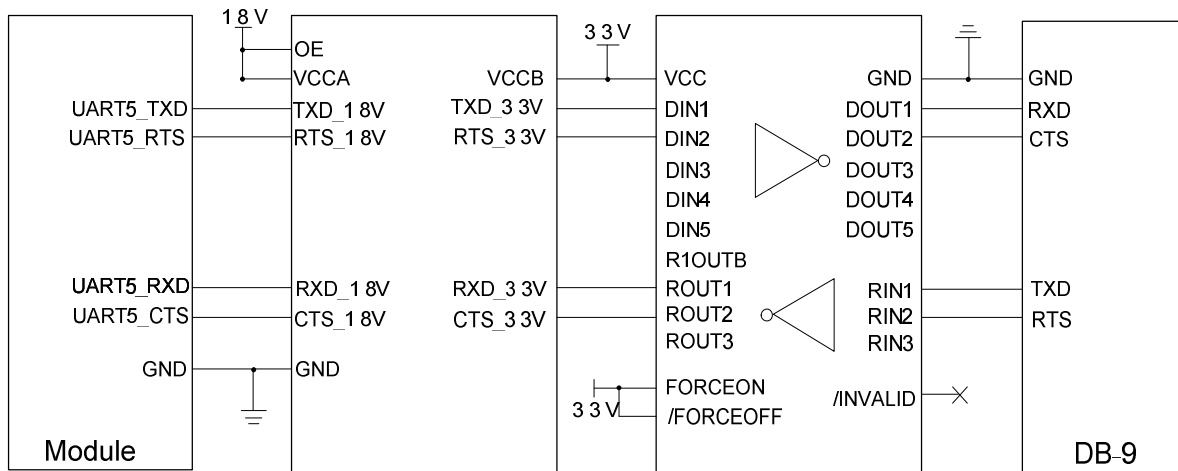 1 8 V
3 3 V
OE
VCCA
VCCB
VCC
GND
GND
UART5_TXD
TXD_1 8V
TXD_3 3V
DIN1
DOUT1
RXD
UART5_RTS
RTS_1 8V
RTS_3 3V
DIN2
DOUT2
CTS
DIN3
DOUT3
DIN4
DOUT4
DIN5
DOUT5
R1OUTB
UART5_RXD
RXD_1 8V
RXD_3 3V
ROUT1
RIN1
TXD
UART5_CTS
CTS_1 8V
CTS_3 3V
ROUT2
RIN2
RTS
ROUT3
RIN3
GND
GND
FORCEON
3 3 V
/FORCEOFF
/INVALID
Module
DB-9